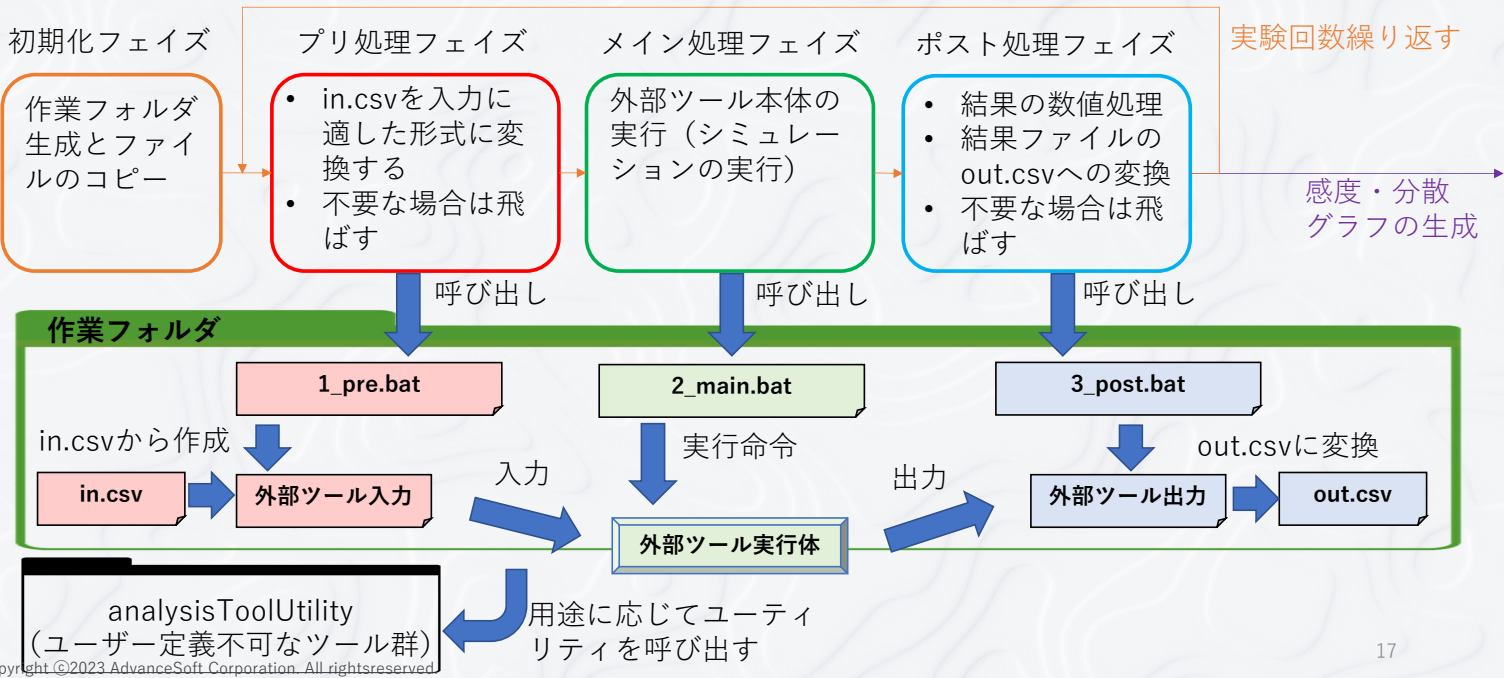 実験回数繰り返す
初期化フェイズ
プリ処理フェイズ
メイン処理フェイズ
ポスト処理フェイズ
作業フォルダ
生成とファイ
ルのコピー
• in.csvを入力に
適した形式に変
換する
• 不要な場合は飛
ばす
外部ツール本体の
実行（シミュレー
ションの実行）
• 結果の数値処理
• 結果ファイルの
out.csvへの変換
• 不要な場合は飛
ばす
感度・分散
グラフの生成
呼び出し
呼び出し
呼び出し
作業フォルダ
1_pre.bat
2_main.bat
3_post.bat
in.csvから作成
実行命令
out.csvに変換
in.csv
外部ツール入力
入力
出力
外部ツール出力
out.csv
外部ツール実行体
analysisToolUtility
（ユーザー定義不可なツール群）
用途に応じてユーティ
リティを呼び出す
pyright ⓒ2023 AdvanceSoft Corporation. All rightsreserved.
17